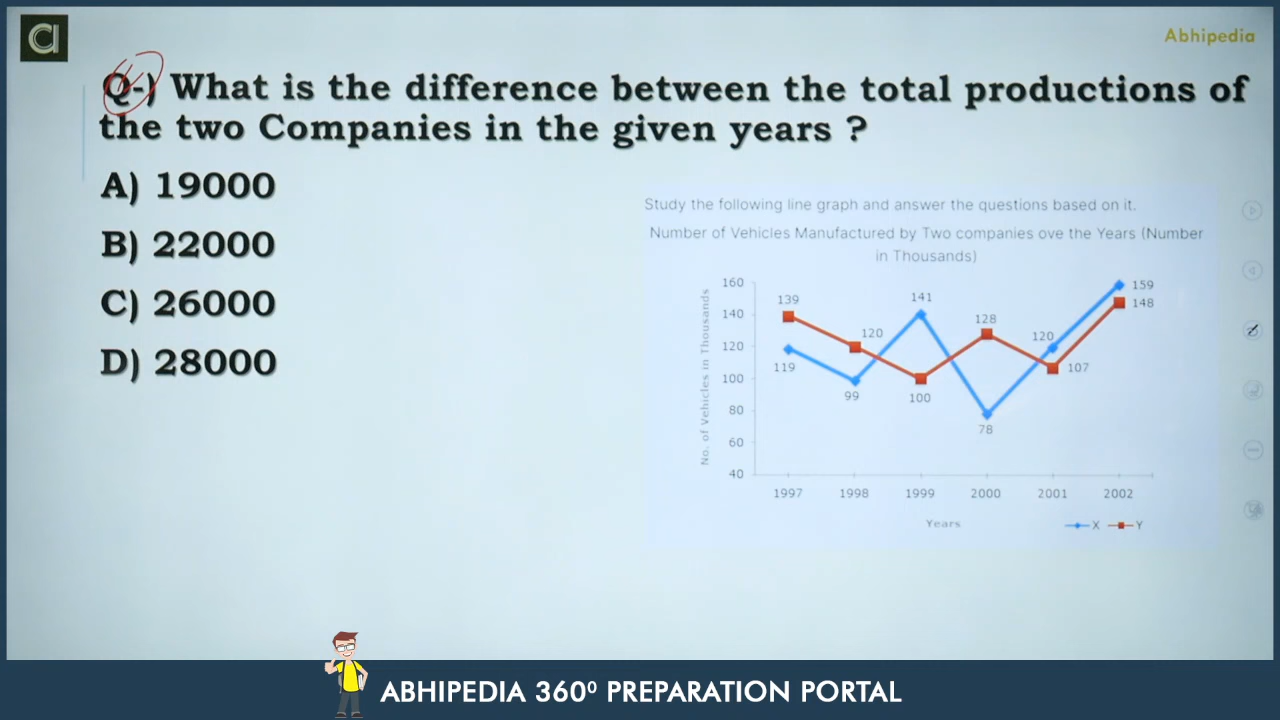 a
Abhipedia
Q-) What is the difference between the total productions of
the two Companies in the given years ?
A) 19000
B) 22000
C) 26000
D) 28000
Study the following line graph and answer the questions based on it.
Number of Vehicles Manufactured by Two companies ove the Years (Number
in Thousands)
No. of Vehicles in Thousands
160
140
120
100
80
60
40
139
120
141
128
120
159
148
119
99
100
78
107
1997 1998 1999 2000 2001 2002
Years
X Y
ABHIPEDIA 360⁰ PREPARATION PORTAL